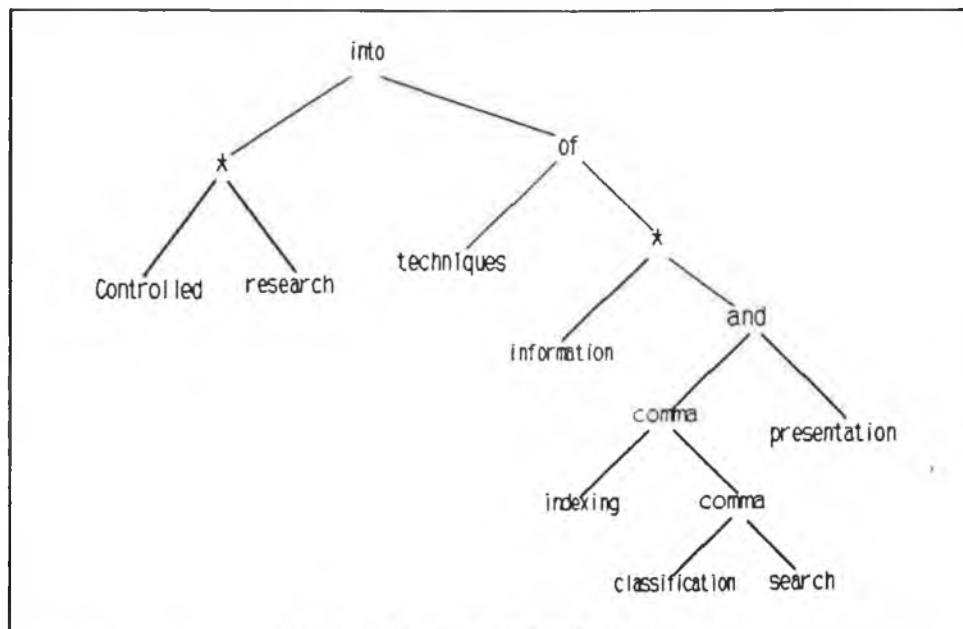 into
of
*
*
techniques
Controlled
research
and
information
comma
presentation
indexing
comma
classification
search